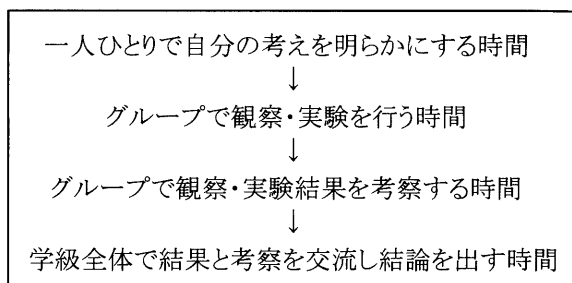 一人ひとりで自分の考えを明らかにする時間
↓
グループで観察・実験を行う時間
↓
グループで観察・実験結果を考察する時間
↓
学級全体で結果と考察を交流し結論を出す時間